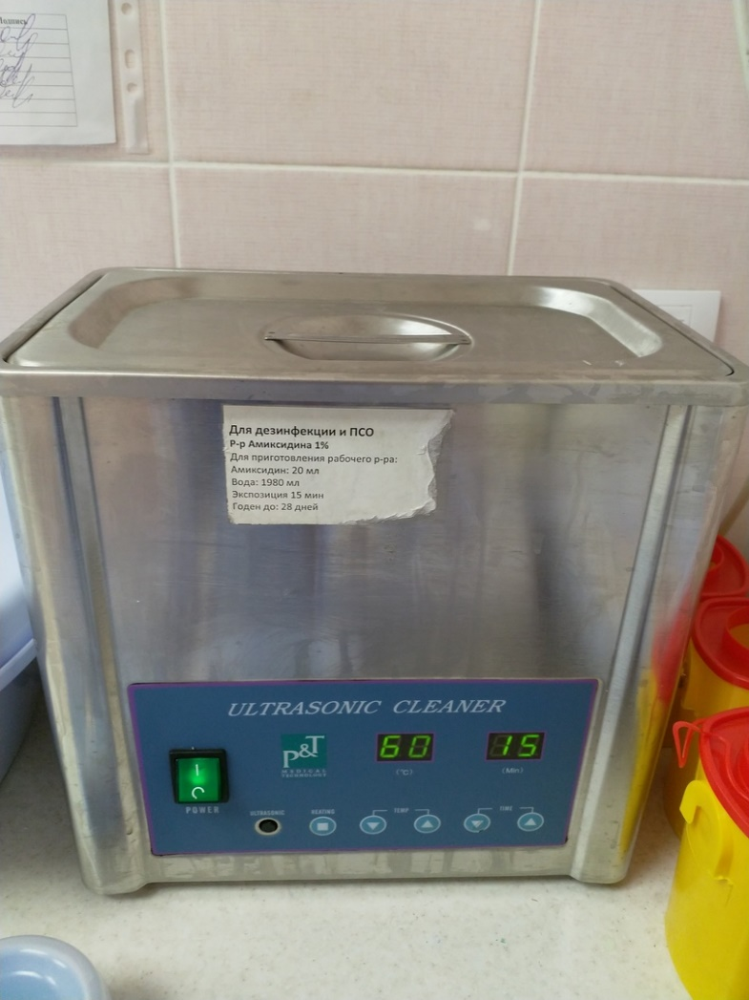 Подпись
Для дезинфекции и ПСО
Р-р Амиксидина 1%
Для приготовления рабочего р-ра:
Амиксидин: 20 мл
Вода: 1980 мл
Экспозиция 15 мин
Годен до: 28 дней
ULTRASONIC CLEANER
P&T
MEDICAL
TECHNOLOGY
60
15
(°C)
(Min)
POWER
ULTRASONIC
HEATING
TEMP
TIME